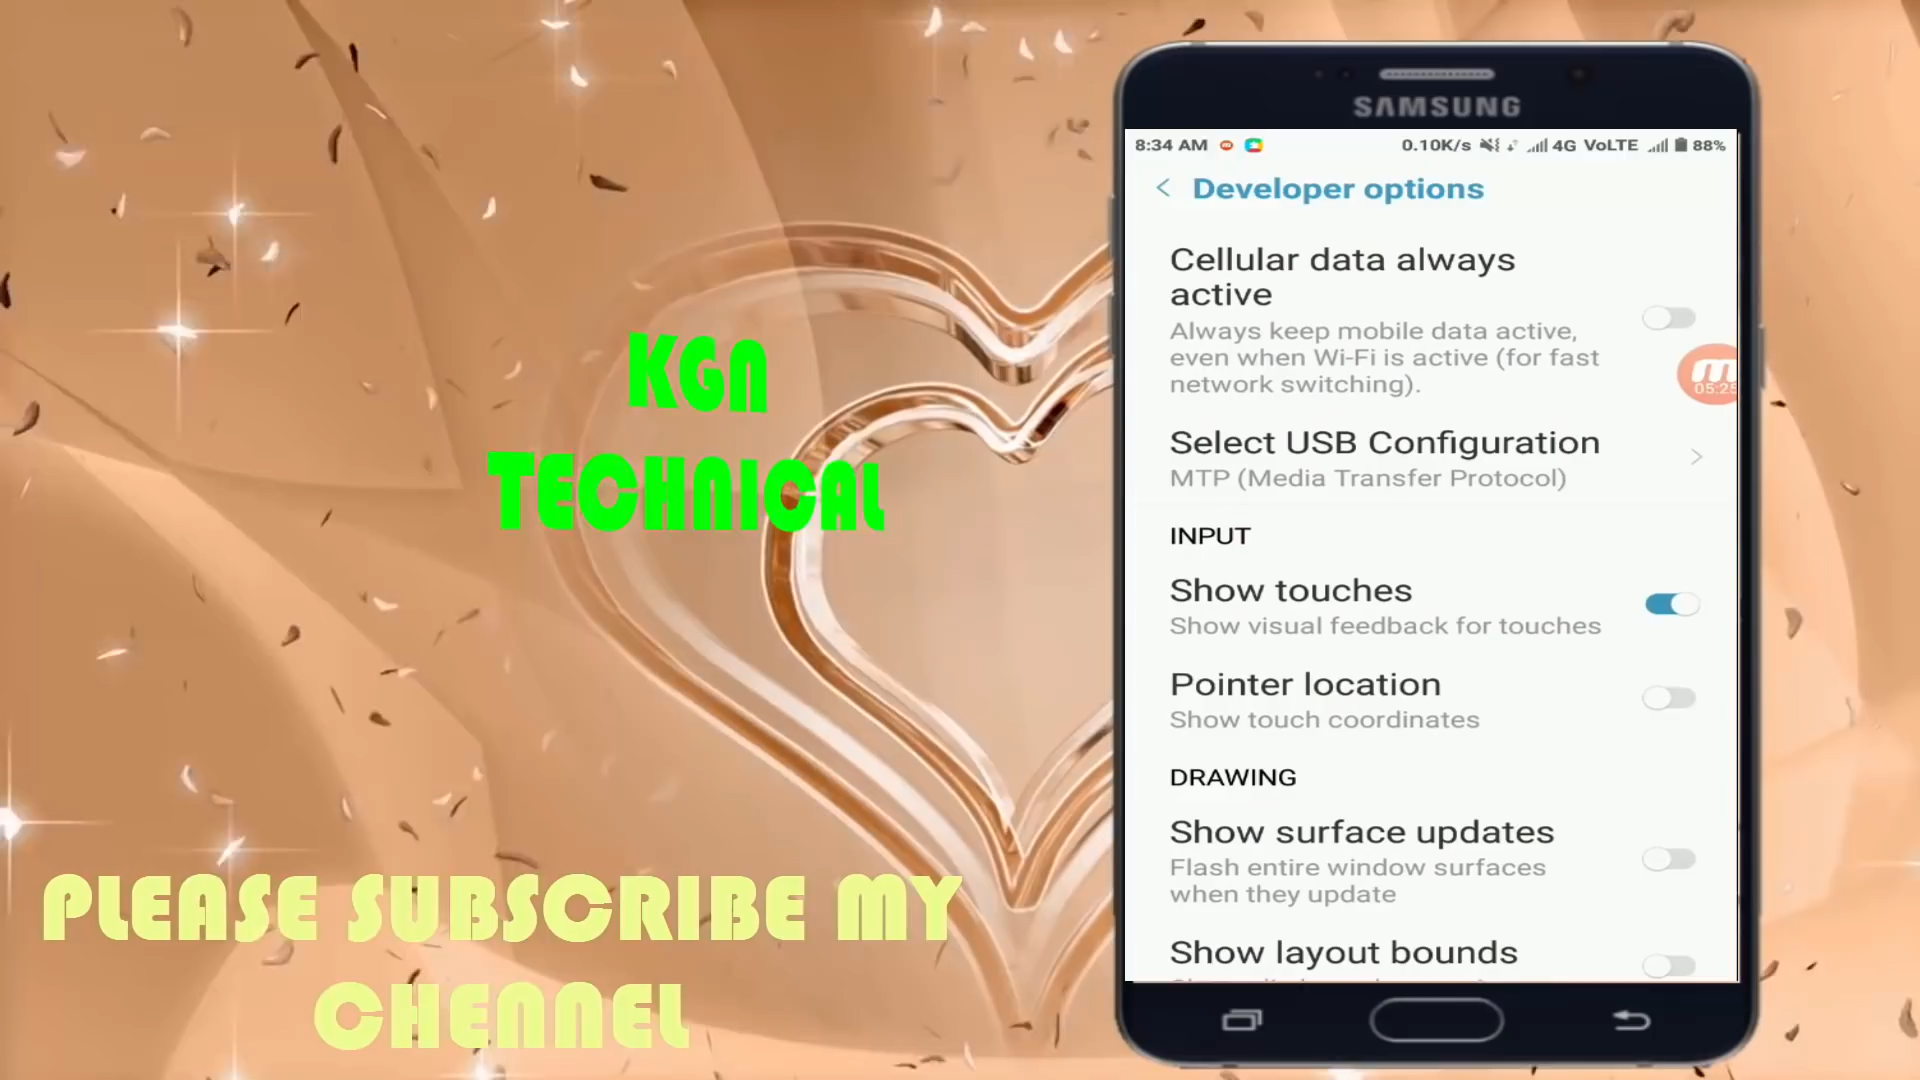 KGN
TECHNICAL
PLEASE SUBSCRIBE MY
CHENNEL
SAMSUNG
8:34 AM 0.10K/s 4G VoLTE 88%
Developer options
Cellular data always
active
Always keep mobile data active,
even when Wi-Fi is active (for fast
network switching).
05:25
Select USB Configuration
MTP (Media Transfer Protocol)
INPUT
Show touches
Show visual feedback for touches
Pointer location
Show touch coordinates
DRAWING
Show surface updates
Flash entire window surfaces
when they update
Show layout bounds